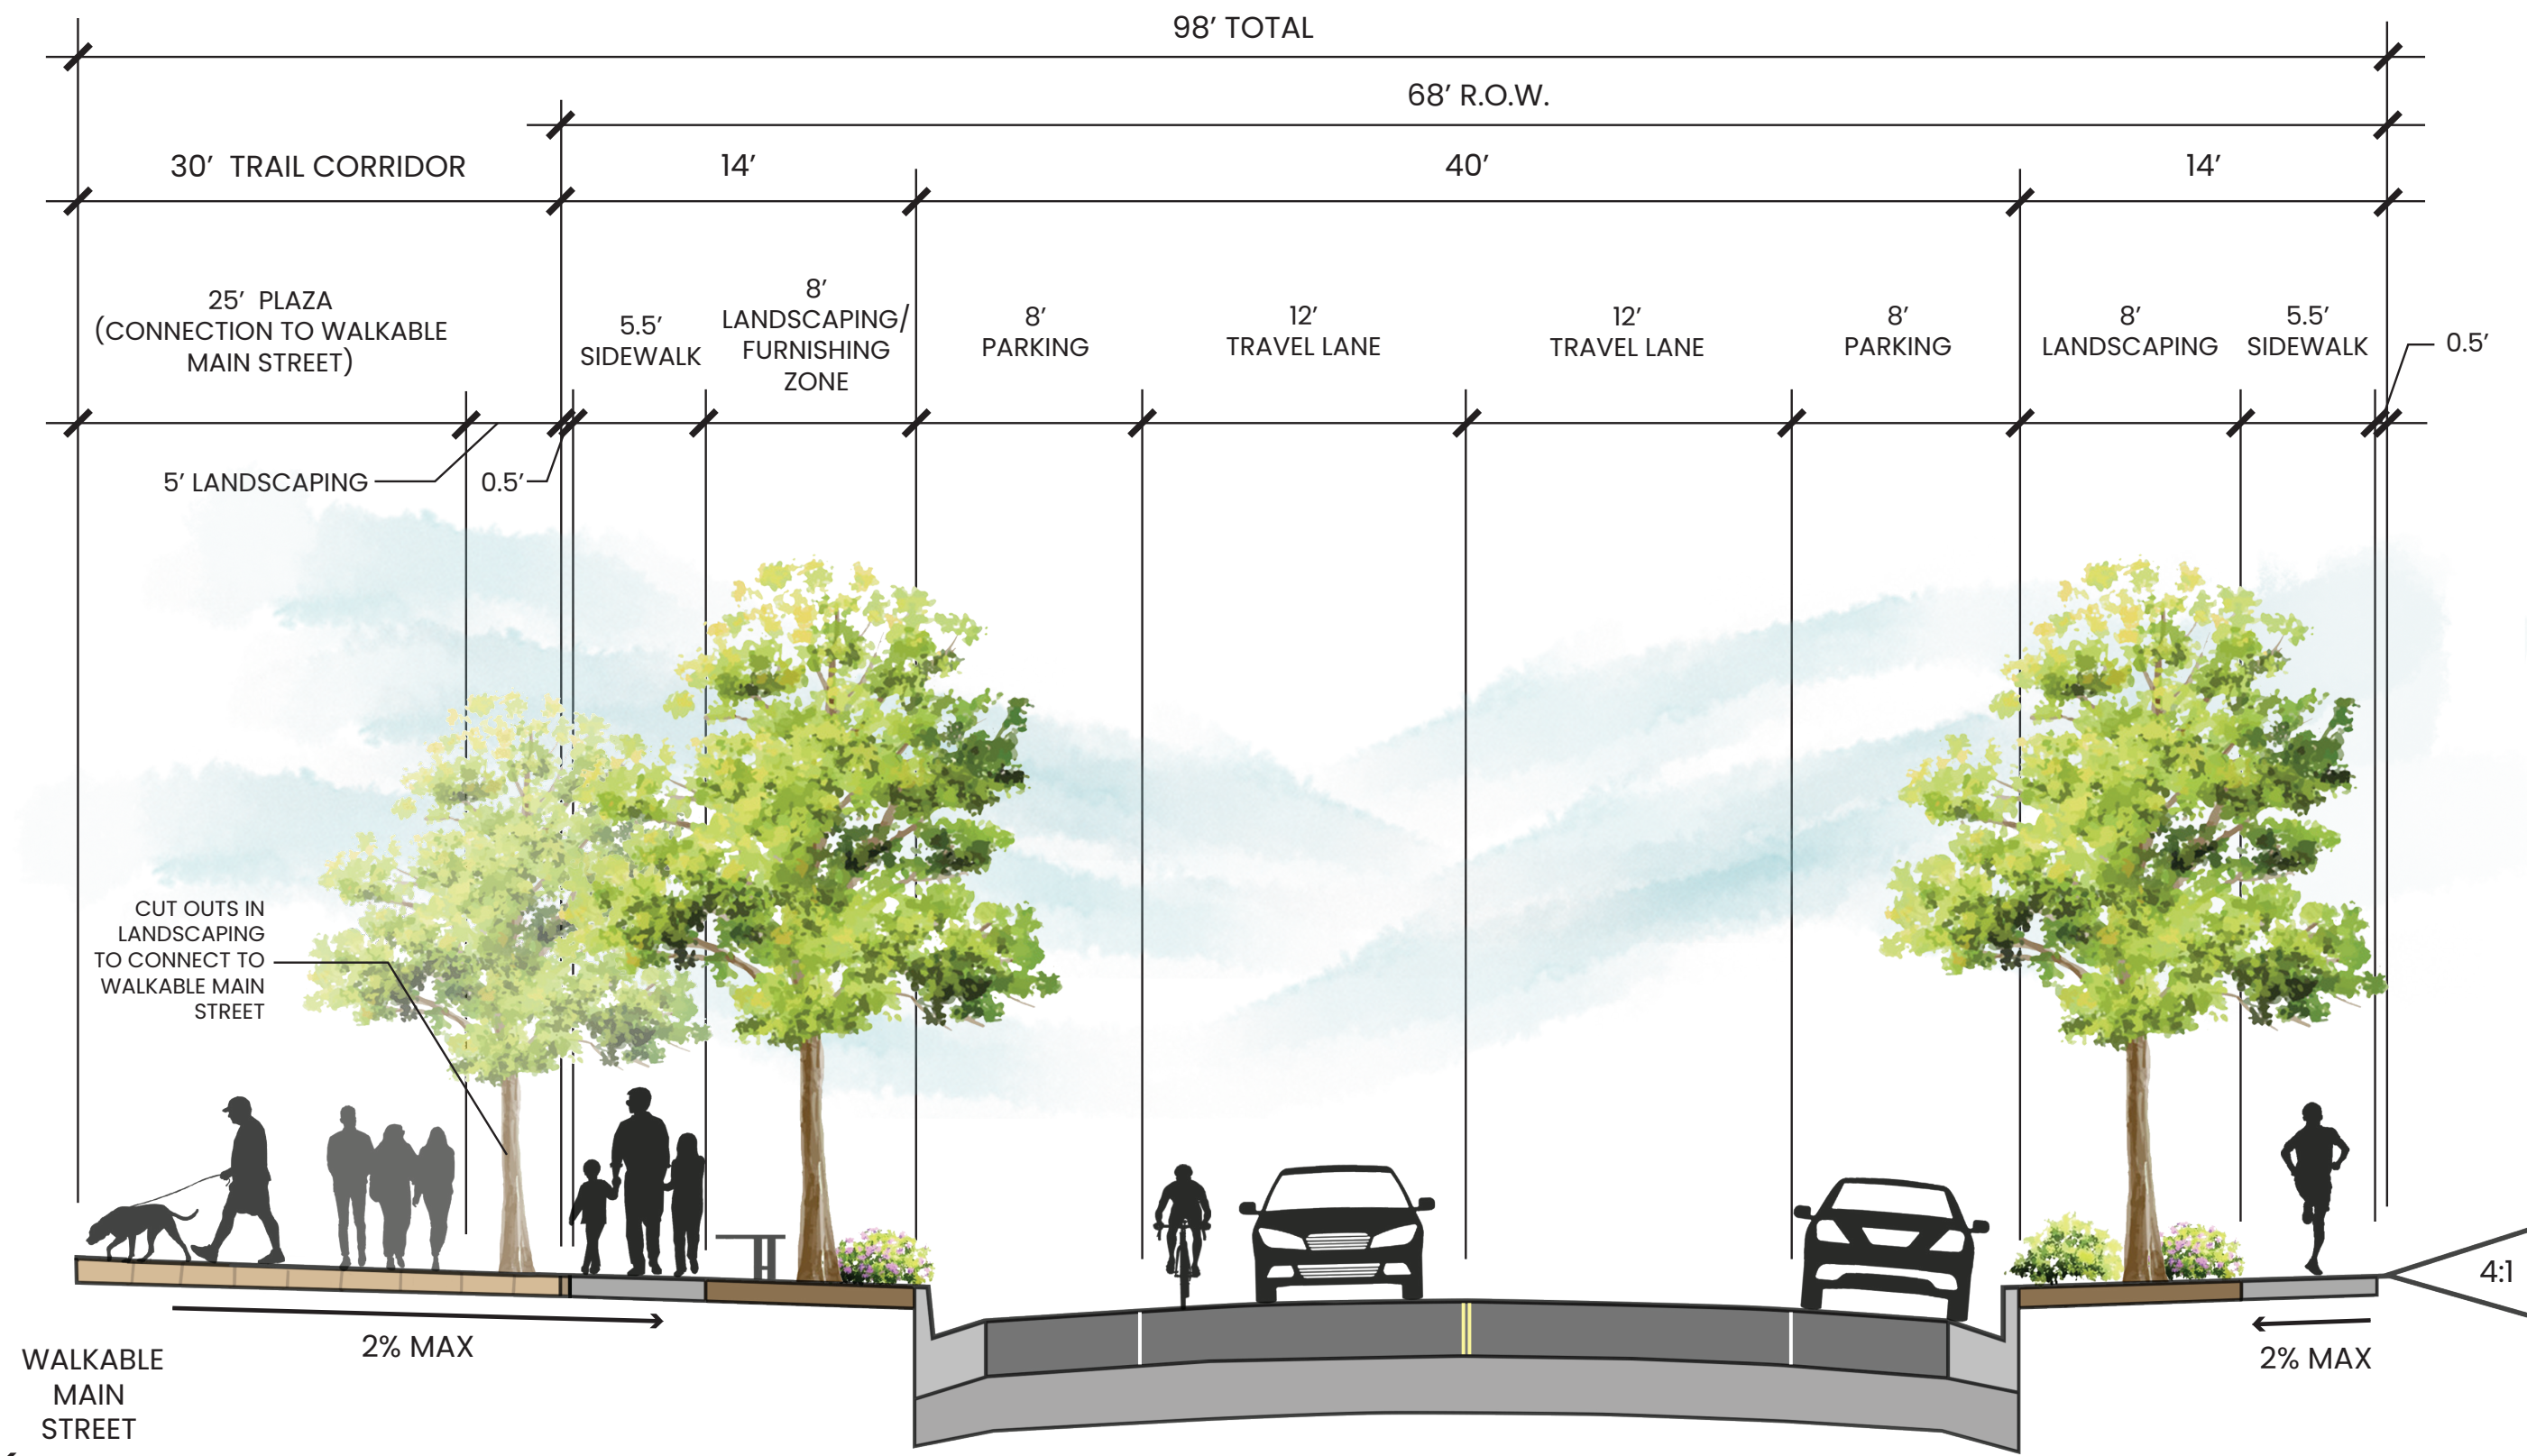 98’ TOTAL
68’ R.O.W.
30’ TRAIL CORRIDOR
14’
40’
14’
25’ PLAZA
(CONNECTION TO WALKABLE
MAIN STREET)
5.5’
SIDEWALK
8’
LANDSCAPING/
FURNISHING
ZONE
8’
PARKING
12’
TRAVEL LANE
12’
TRAVEL LANE
8’
PARKING
8’
LANDSCAPING
5.5’
SIDEWALK
0.5’
5’ LANDSCAPING
0.5’
CUT OUTS IN
LANDSCAPING
TO CONNECT TO
WALKABLE MAIN
STREET
4:1
2% MAX
2% MAX
WALKABLE
MAIN
STREET